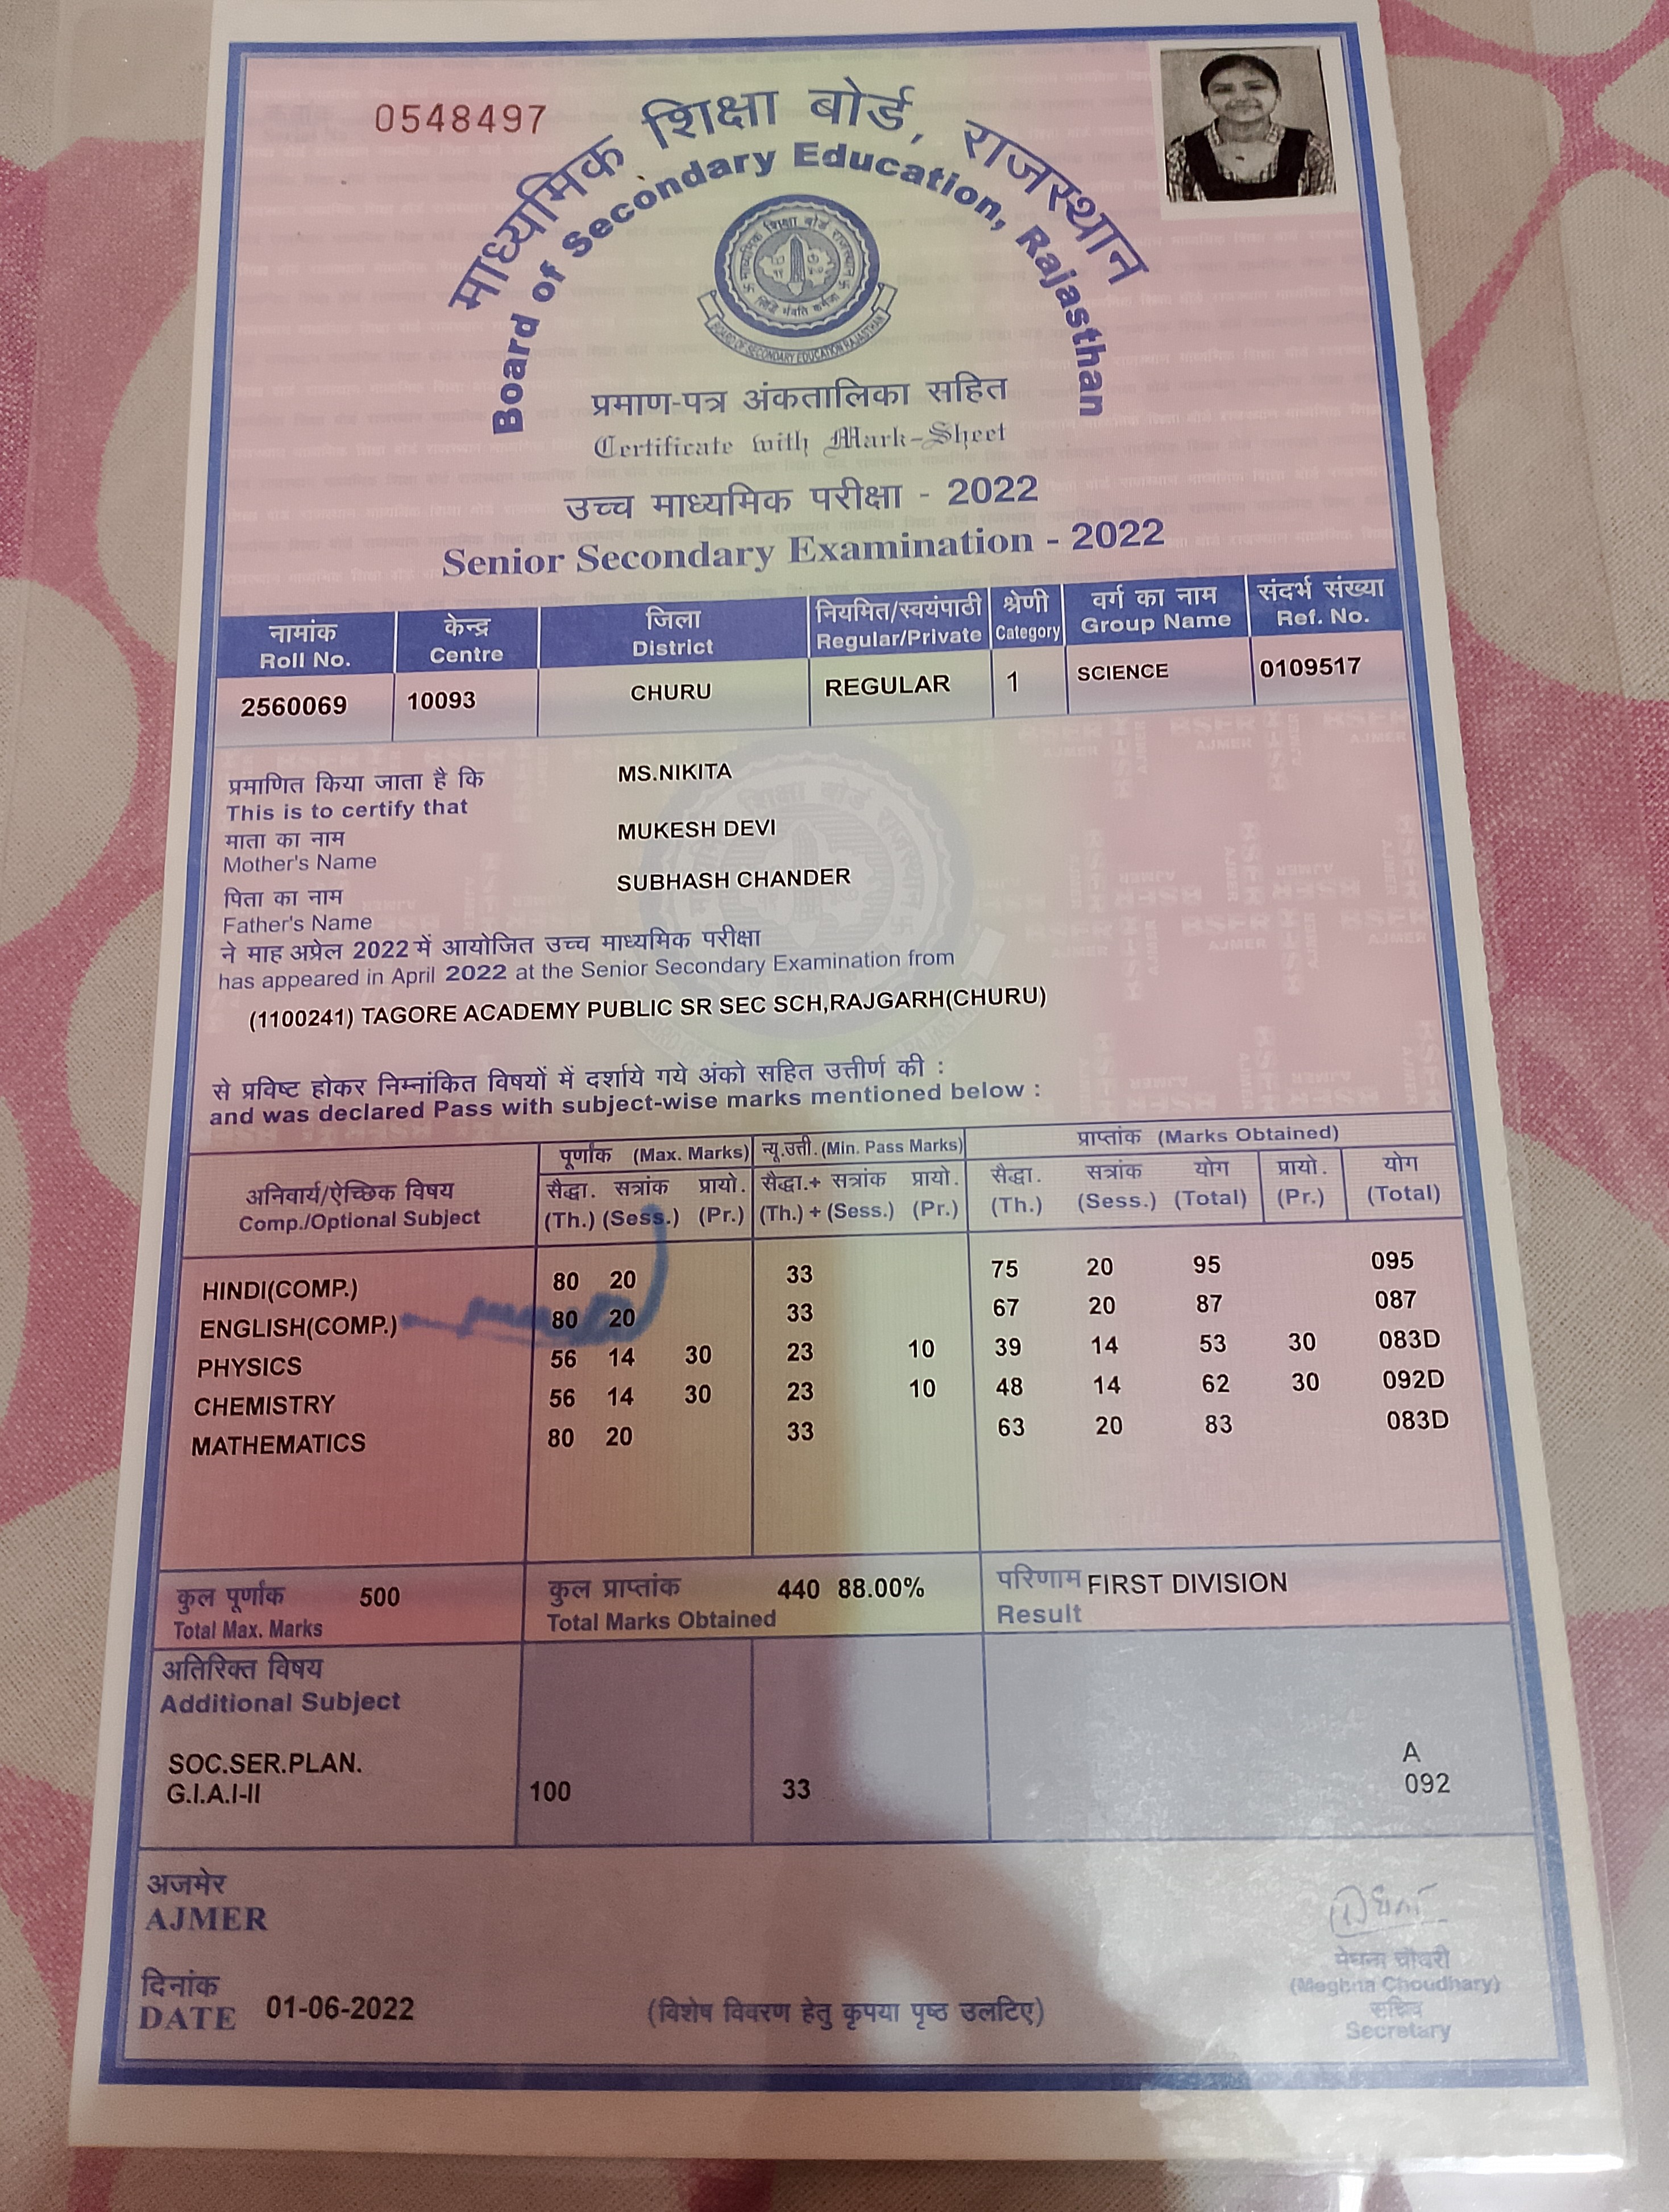 0548497
माध्यमिक शिक्षा बोर्ड, राजस्थान
Board of Secondary Education, Rajasthan
माध्यमिक शिक्षा बोर्ड राजस्थान
BOARD OF SECONDARY EDUCATION RAJASTHAN
प्रमाण-पत्र अंकतालिका सहित
Certificate with Mark-Sheet
उच्च माध्यमिक परीक्षा - 2022
Senior Secondary Examination - 2022
नामांक केन्द्र जिला नियमित/स्वयंपाठी श्रेणी वर्ग का नाम संदर्भ संख्या
Roll No. Centre District Regular/Private Category Group Name Ref. No.
2560069 10093 CHURU REGULAR 1 SCIENCE 0109517
प्रमाणित किया जाता है कि MS.NIKITA
This is to certify that
माता का नाम MUKESH DEVI
Mother's Name
पिता का नाम SUBHASH CHANDER
Father's Name
ने माह अप्रेल 2022 में आयोजित उच्च माध्यमिक परीक्षा
has appeared in April 2022 at the Senior Secondary Examination from
(1100241) TAGORE ACADEMY PUBLIC SR SEC SCH,RAJGARH(CHURU)
से प्रविष्ट होकर निम्नांकित विषयों में दर्शाये गये अंको सहित उत्तीर्ण की :
and was declared Pass with subject-wise marks mentioned below :
अनिवार्य/ऐच्छिक विषय
Comp./Optional Subject
पूर्णांक (Max. Marks) न्यू.उत्ती. (Min. Pass Marks) प्राप्तांक (Marks Obtained)
सैद्धा. सत्रांक प्रायो. सैद्धा.+ सत्रांक प्रायो. सैद्धा. सत्रांक योग प्रायो. योग
(Th.) (Sess.) (Pr.) (Th.) + (Sess.) (Pr.) (Th.) (Sess.) (Total) (Pr.) (Total)
HINDI(COMP.) 80 20 33 75 20 95 095
ENGLISH(COMP.) 80 20 33 67 20 87 087
PHYSICS 56 14 30 23 10 39 14 53 30 083D
CHEMISTRY 56 14 30 23 10 48 14 62 30 092D
MATHEMATICS 80 20 33 63 20 83 083D
कुल पूर्णांक 500 कुल प्राप्तांक 440 88.00% परिणाम FIRST DIVISION
Total Max. Marks Total Marks Obtained Result
अतिरिक्त विषय
Additional Subject
SOC.SER.PLAN. A
G.I.A.I-II 100 33 092
अजमेर
AJMER
दिनांक
DATE 01-06-2022
(विशेष विवरण हेतु कृपया पृष्ठ उलटिए)
मेघना चौधरी
(Meghna Choudhary)
सचिव
Secretary